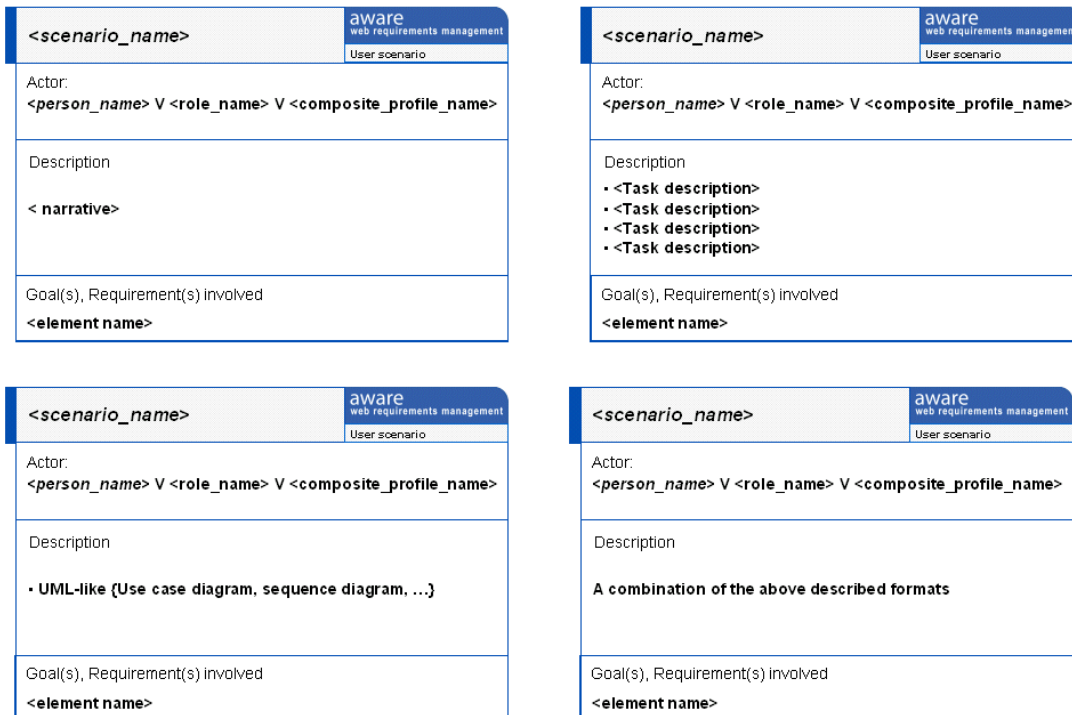 <scenario_name>
aware
web requirements management
User scenario
Actor:
<person_name> V <role_name> V <composite_profile_name>
Description
< narrative>
Goal(s), Requirement(s) involved
<element name>
<scenario_name>
aware
web requirements managemen
User scenario
Actor:
<person_name> V <role_name> V <composite_profile_name>
Description
▪ <Task description>
▪ <Task description>
▪ <Task description>
▪ <Task description>
Goal(s), Requirement(s) involved
<element name>
<scenario_name>
aware
web requirements management
User scenario
Actor:
<person_name> V <role_name> V <composite_profile_name>
Description
▪ UML-like {Use case diagram, sequence diagram, ...}
Goal(s), Requirement(s) involved
<element name>
<scenario_name>
aware
web requirements management
User scenario
Actor:
<person_name> V <role_name> V <composite_profile_name>
Description
A combination of the above described formats
Goal(s), Requirement(s) involved
<element name>